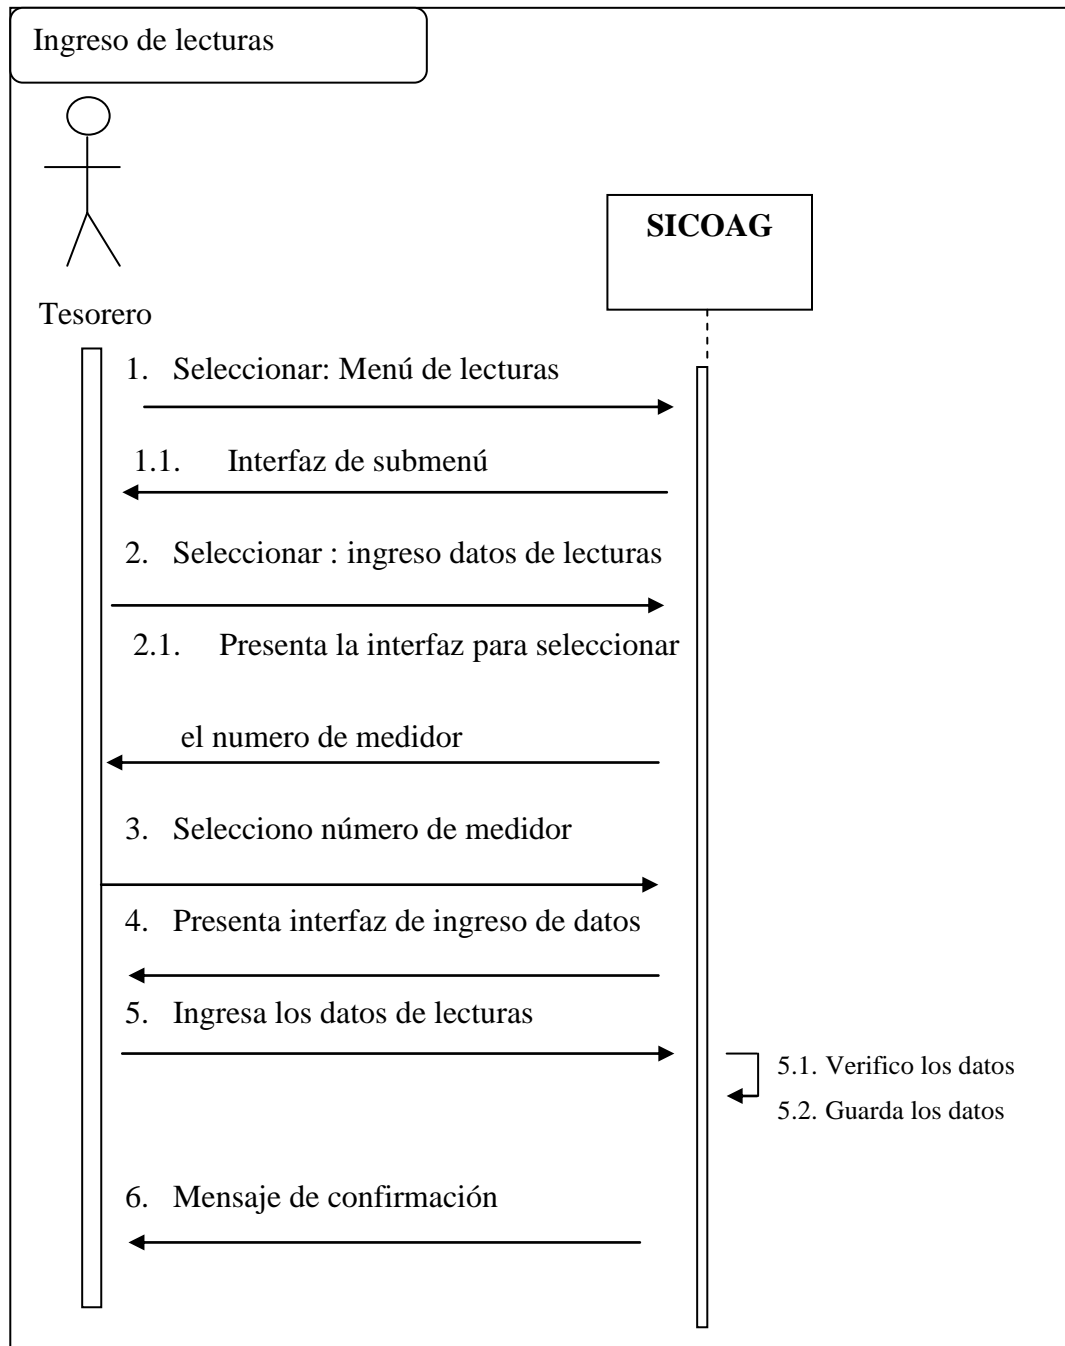 Ingreso de lecturas
SICOAG
Tesorero
1. Seleccionar: Menú de lecturas
1.1. Interfaz de submenú
2. Seleccionar : ingreso datos de lecturas
2.1. Presenta la interfaz para seleccionar
el numero de medidor
3. Selecciono número de medidor
4. Presenta interfaz de ingreso de datos
5. Ingresa los datos de lecturas
5.1. Verifico los datos
5.2. Guarda los datos
6. Mensaje de confirmación